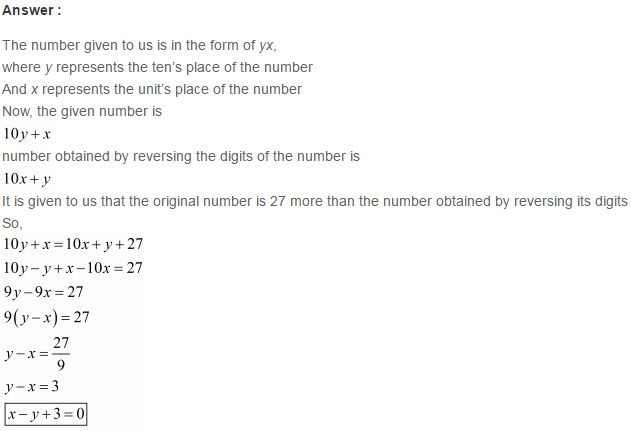 Answer :
The number given to us is in the form of yx,
where y represents the ten's place of the number
And x represents the unit's place of the number
Now, the given number is
10y+x
number obtained by reversing the digits of the number is
10x+y
It is given to us that the original number is 27 more than the number obtained by reversing its digits
So,
10y+x=10x+y+27
10y−y+x−10x=27
9y−9x=27
9(y−x)=27
y−x=27/9
y−x=3
x−y+3=0